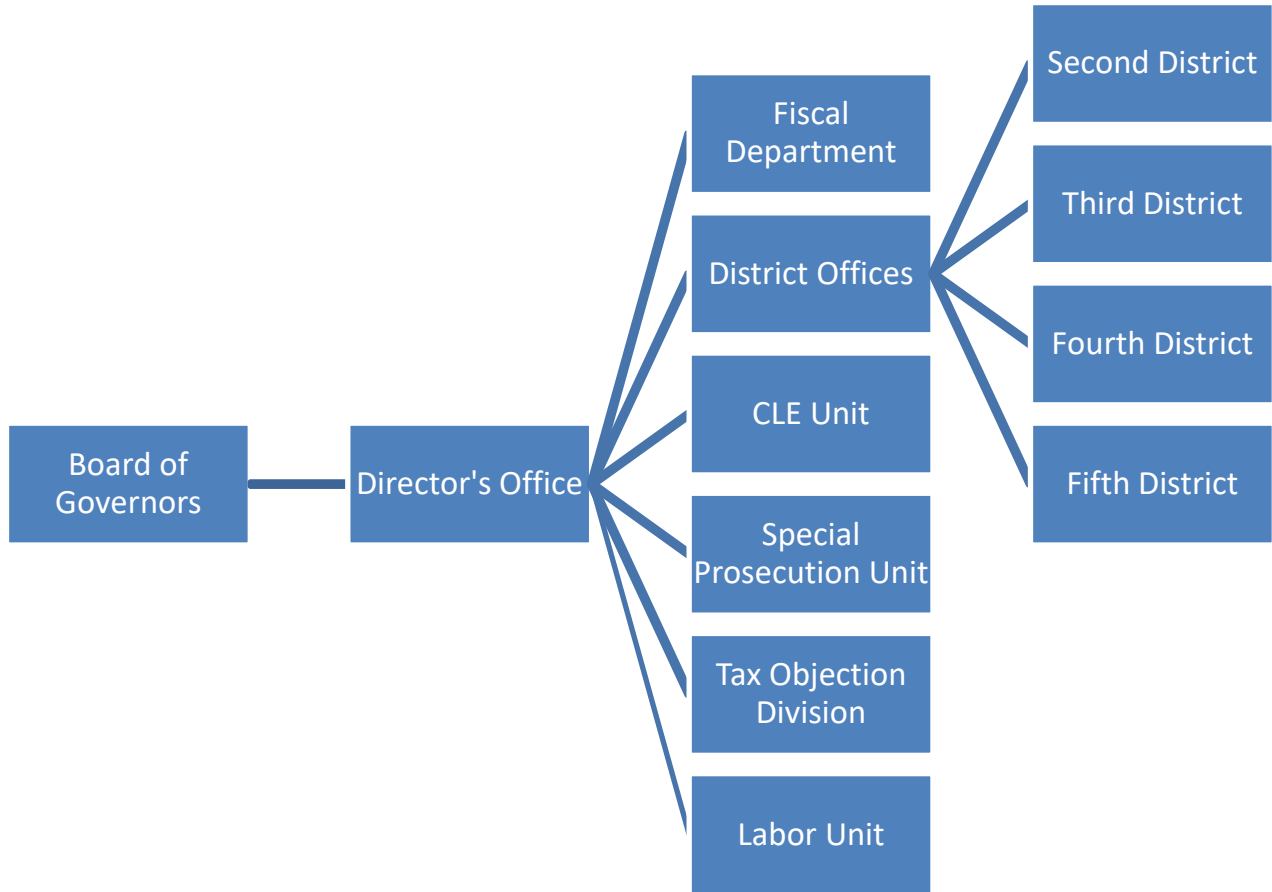 Board of
Governors
Director's Office
Fiscal
Department
District Offices
CLE Unit
Special
Prosecution Unit
Tax Objection
Division
Labor Unit
Second District
Third District
Fourth District
Fifth District